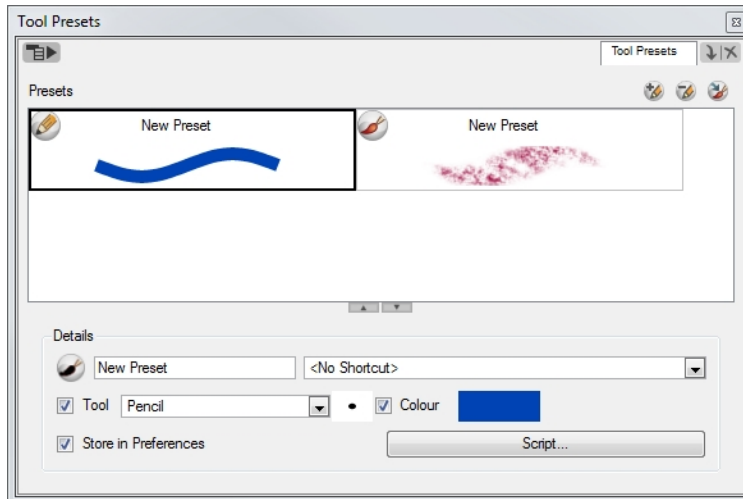 Tool Presets
Tool Presets
Presets
New Preset New Preset
Details
New Preset <No Shortcut>
Tool Pencil Colour
Store in Preferences Script...